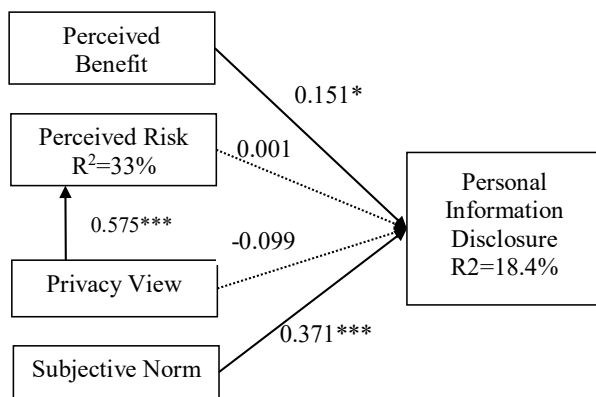 Perceived
Benefit
0.151*
Perceived Risk
R²=33%
0.001
0.575***
Personal
Information
Disclosure
R2=18.4%
-0.099
Privacy View
0.371***
Subjective Norm